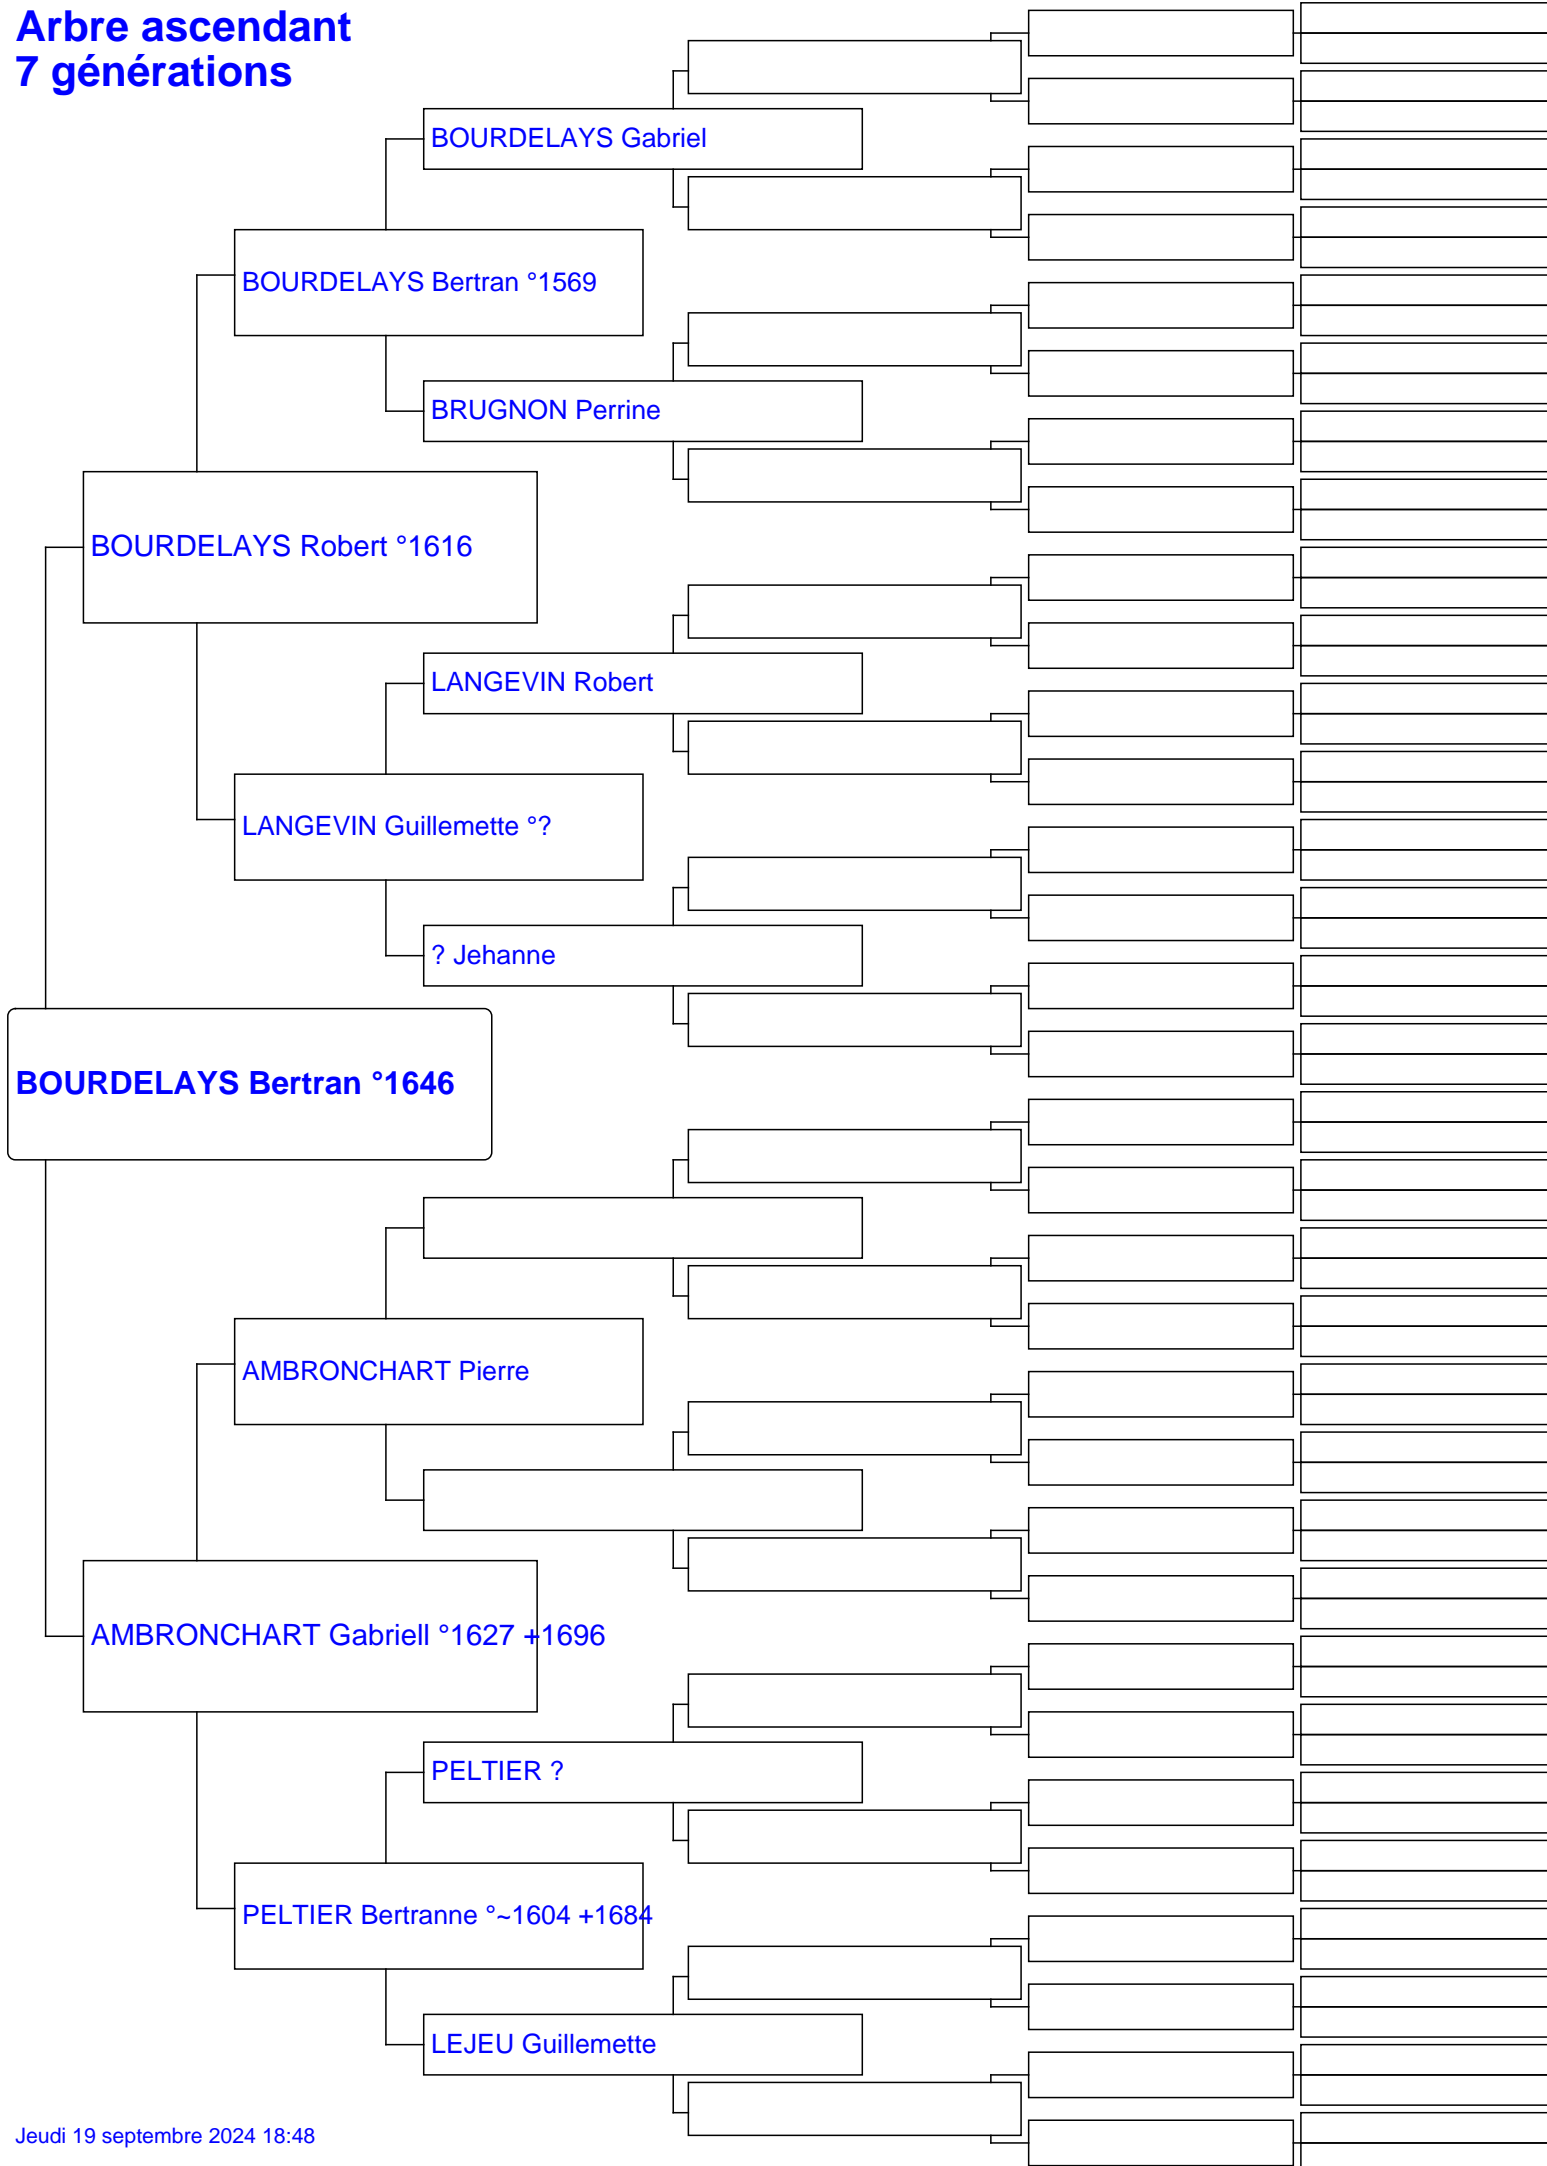 Arbre ascendant
7 générations
BOURDELAYS Gabriel
BOURDELAYS Bertran °1569
BRUGNON Perrine
BOURDELAYS Robert °1616
LANGEVIN Robert
LANGEVIN Guillemette °?
? Jehanne
BOURDELAYS Bertran °1646
AMBRONCHART Pierre
AMBRONCHART Gabriell °1627 +1696
PELTIER ?
PELTIER Bertranne °~1604 +1684
LEJEU Guillemette
Jeudi 19 septembre 2024 18:48